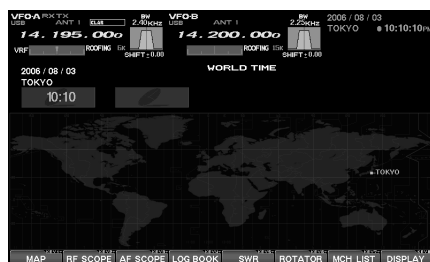 VFO-A RX TX
USB ANT 1 CLAR BW 2.40KHz
14. 195.000
VRF ROOFING 6K SHIFT ± 0.00
VFO-B
USB ANT 1 BW 2.25KHz
14. 200.000
ROOFING 15K SHIFT ± 0.00
2006 / 08 / 03
TOKYO 10:10:10PM
WORLD TIME
2006 / 08 / 03
TOKYO
10:10
TOKYO
MAP RF SCOPE AF SCOPE LOG BOOK SWR ROTATOR MCH LIST DISPLAY